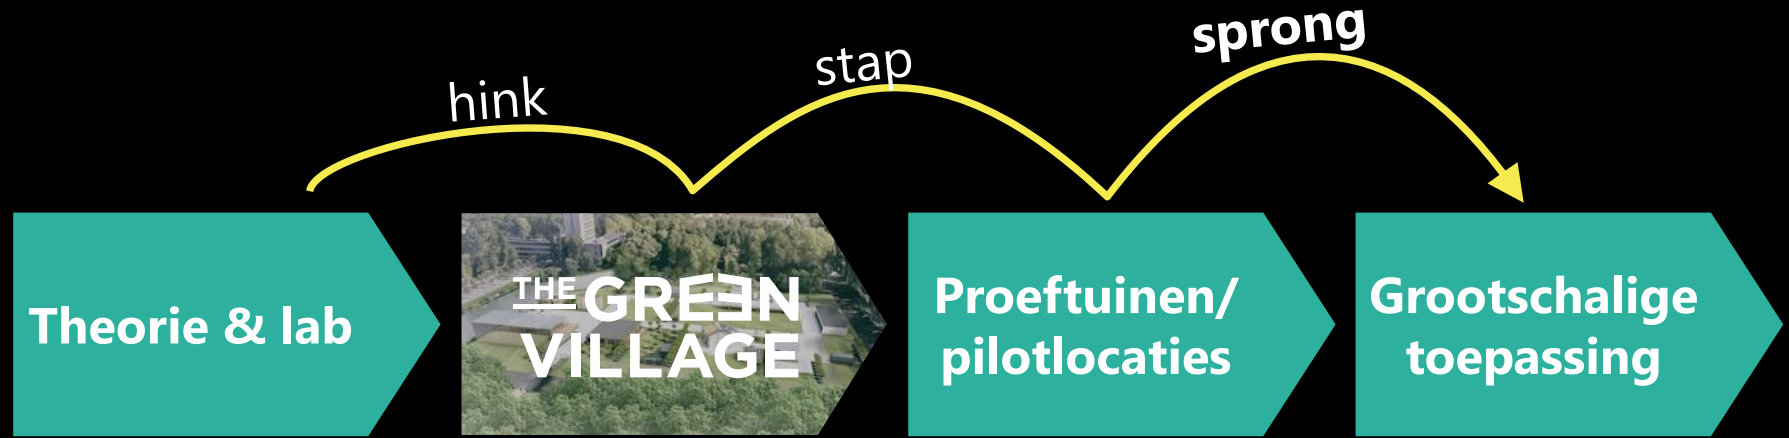 hink
stap
sprong
Theorie & lab
THE GREEN
VILLAGE
Proeftuinen/
pilotlocaties
Grootschalige
toepassing